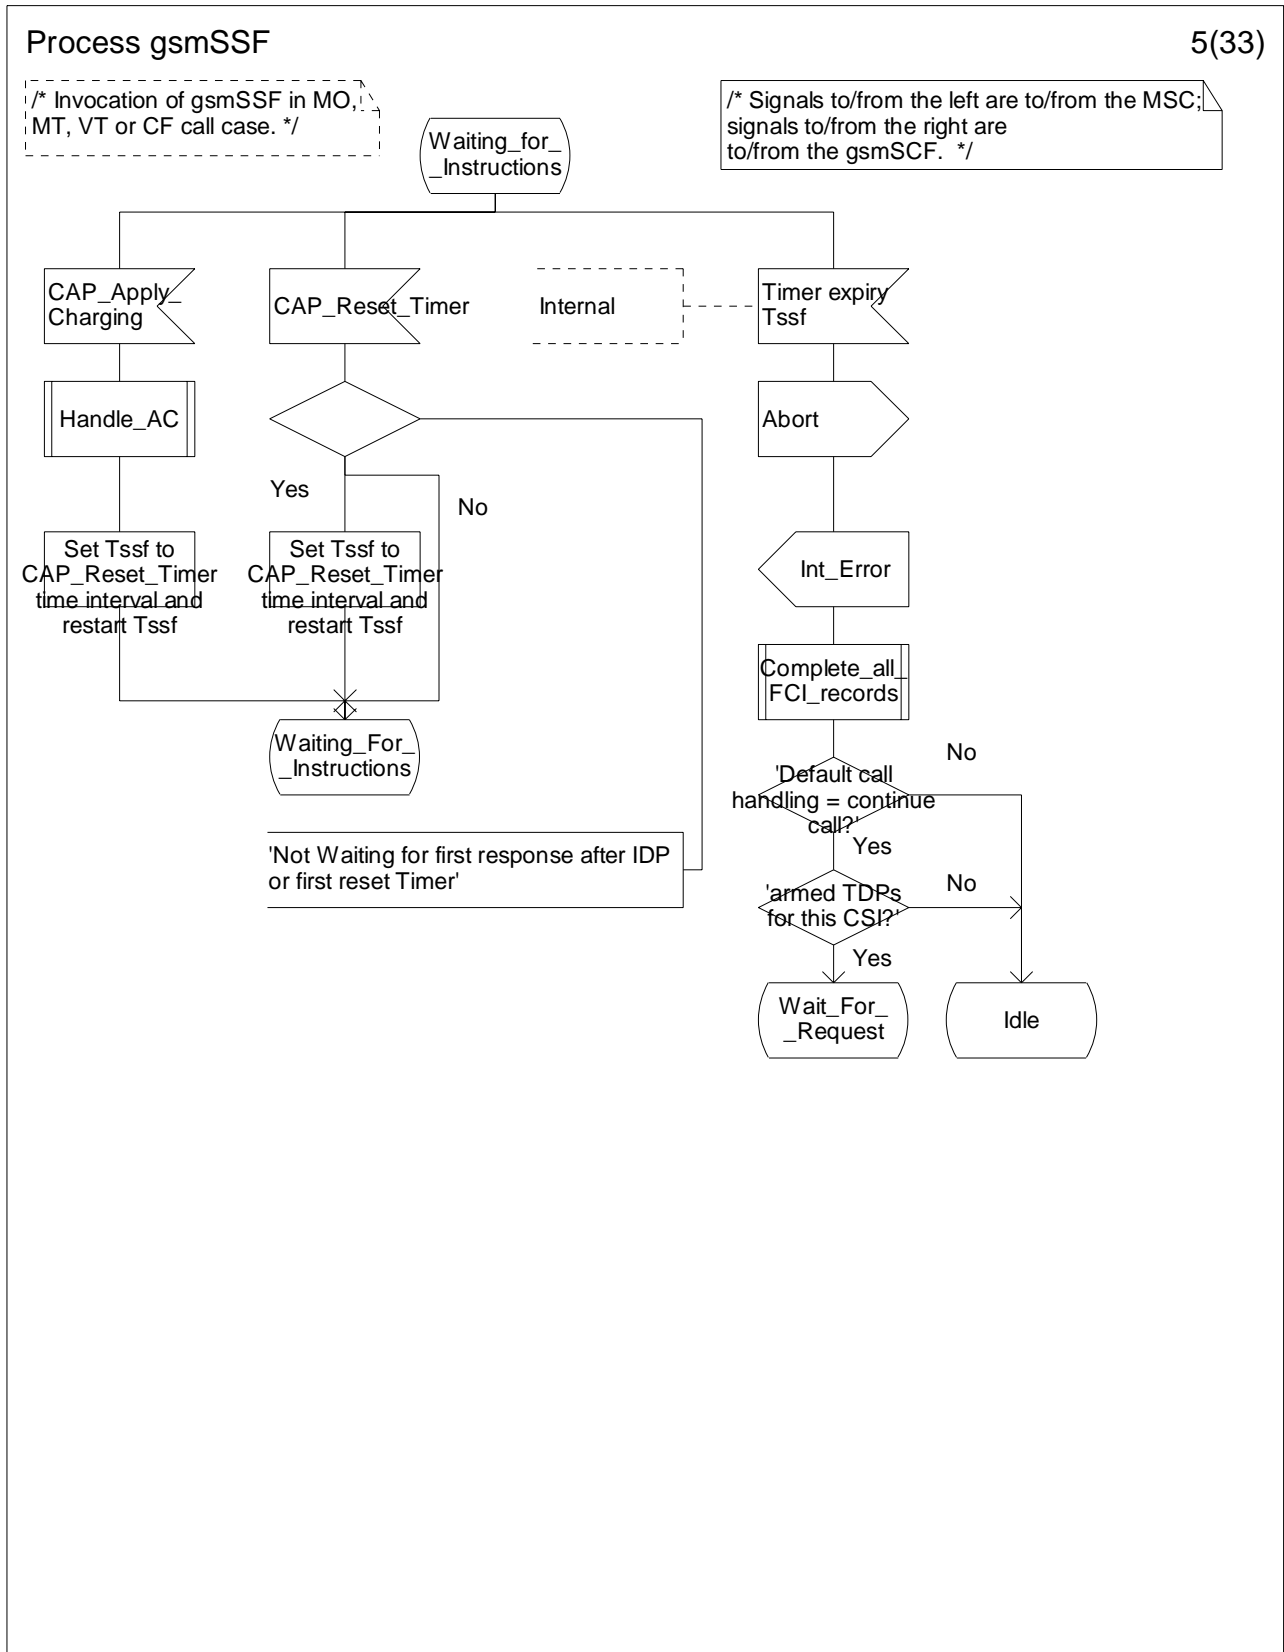 Process gsmSSF
5(33)
/* Invocation of gsmSSF in MO,
MT, VT or CF call case. */
/* Signals to/from the left are to/from the MSC;
signals to/from the right are
to/from the gsmSCF.  */
Waiting_for_
_Instructions
CAP_Apply_
Charging
CAP_Reset_Timer
Internal
Timer expiry
Tssf
Handle_AC
Abort
Yes
No
Set Tssf to
CAP_Reset_Timer
time interval and
restart Tssf
Set Tssf to
CAP_Reset_Timer
time interval and
restart Tssf
Int_Error
Complete_all_
FCI_records
Waiting_For_
_Instructions
No
'Default call
handling = continue
call?'
Yes
'Not Waiting for first response after IDP
or first reset Timer'
'armed TDPs
for this CSI?'
No
Yes
Wait_For_
_Request
Idle